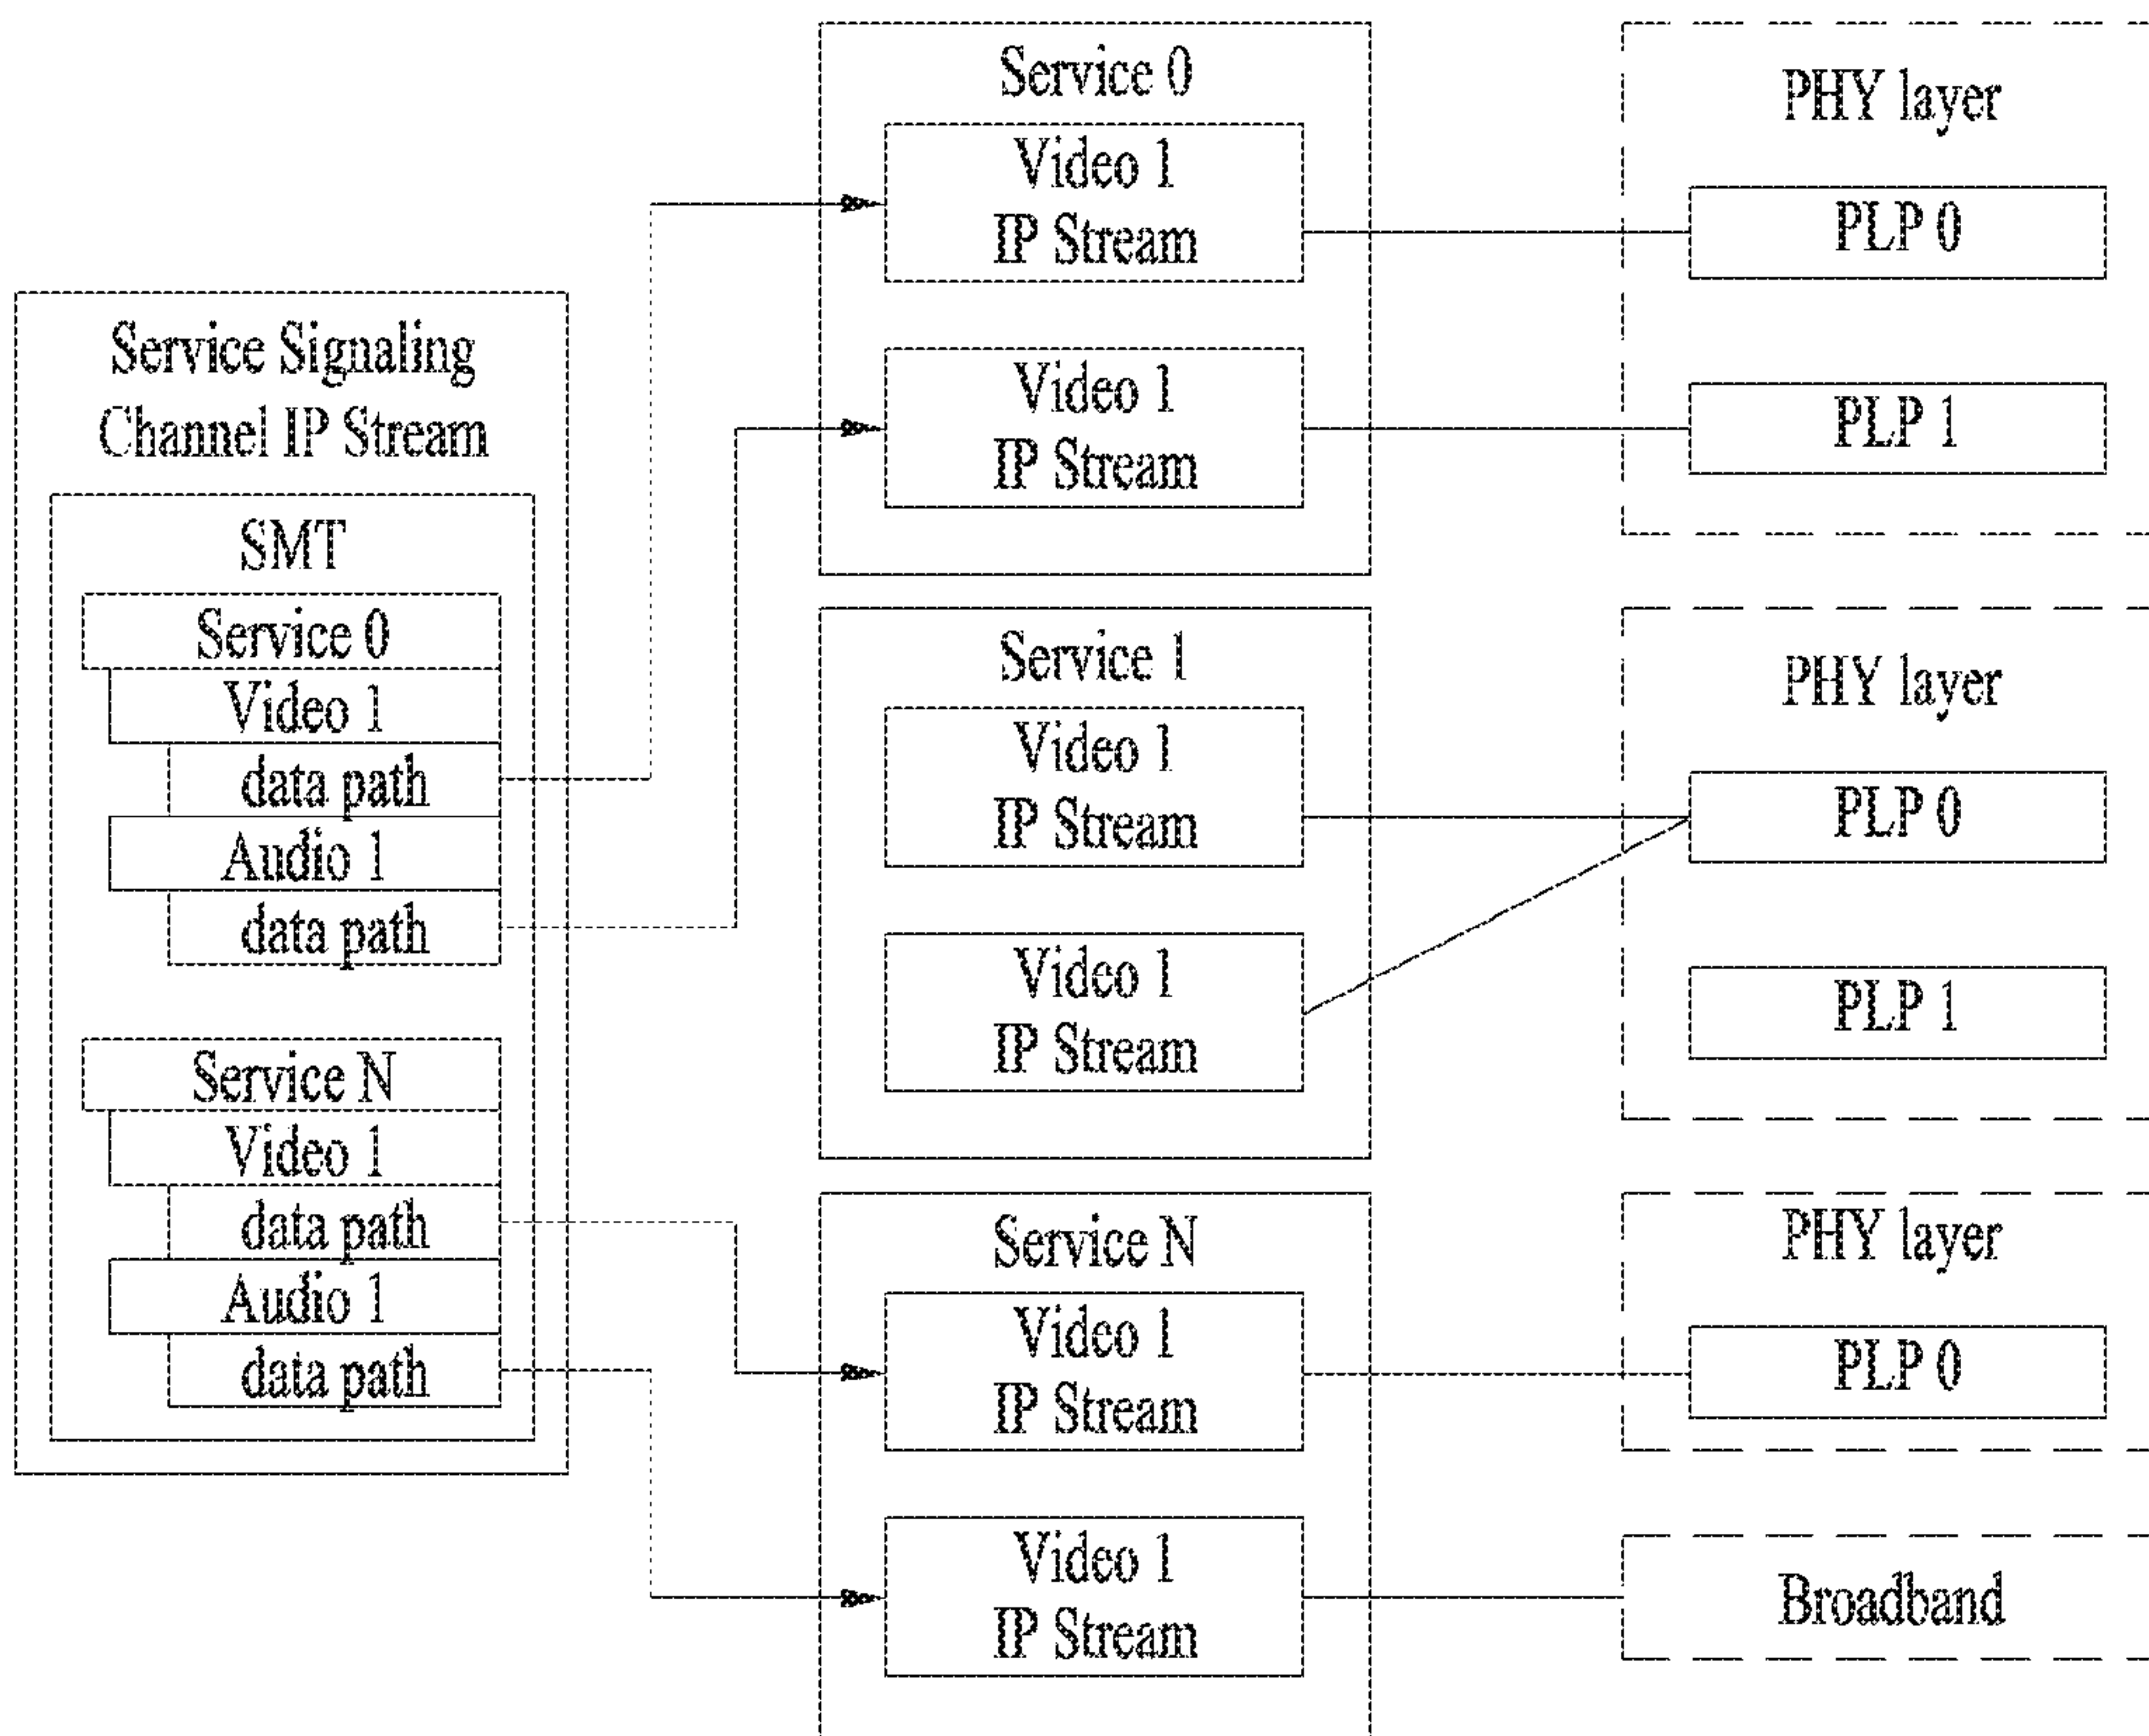 Service Signaling
Channel IP Stream
SMT
Service 0
Video 1
data path
Audio 1
data path
Service N
Video 1
data path
Audio 1
data path
Service 0
Video 1
IP Stream
Video 1
IP Stream
Service 1
Video 1
IP Stream
Video 1
IP Stream
Service N
Video 1
IP Stream
Video 1
IP Stream
PHY layer
PLP 0
PLP 1
PHY layer
PLP 0
PLP 1
PHY layer
PLP 0
Broadband